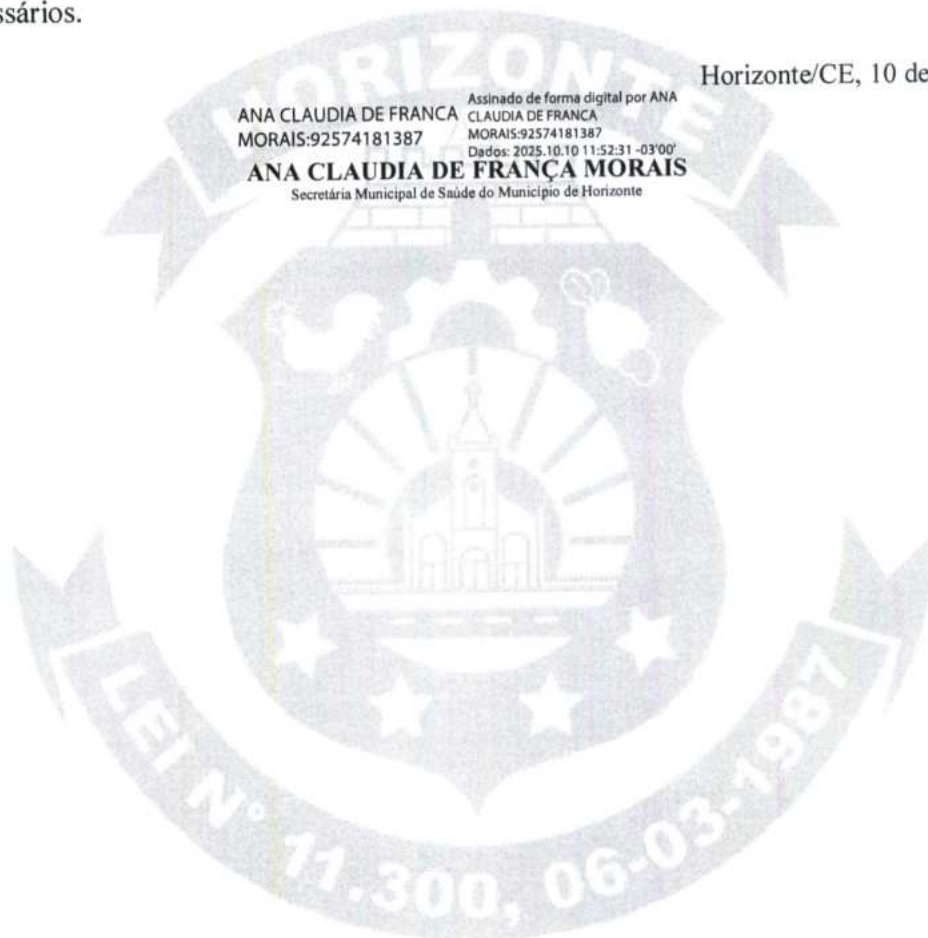 ssários.
Horizonte/CE, 10 de
ANA CLAUDIA DE FRANCA
MORAIS:92574181387
Assinado de forma digital por ANA
CLAUDIA DE FRANCA
MORAIS:92574181387
Dados: 2025.10.10 11:52:31 -03'00'
ANA CLAUDIA DE FRANÇA MORAIS
Secretária Municipal de Saúde do Município de Horizonte
HORIZONTE
LEI Nº 11.300, 06-03-1987